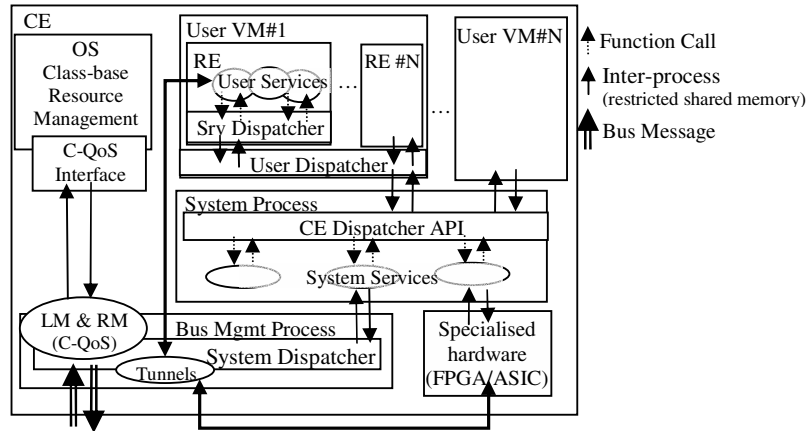 CE
OS
Class-base
Resource
Management
C-QoS
Interface
User VM#1
RE
User Services
Srv Dispatcher
...
RE #N
User Dispatcher
...
User VM#N
Function Call
Inter-process
(restricted shared memory)
Bus Message
System Process
CE Dispatcher API
System Services
LM & RM
(C-QoS)
Bus Mgmt Process
System Dispatcher
Tunnels
Specialised
hardware
(FPGA/ASIC)